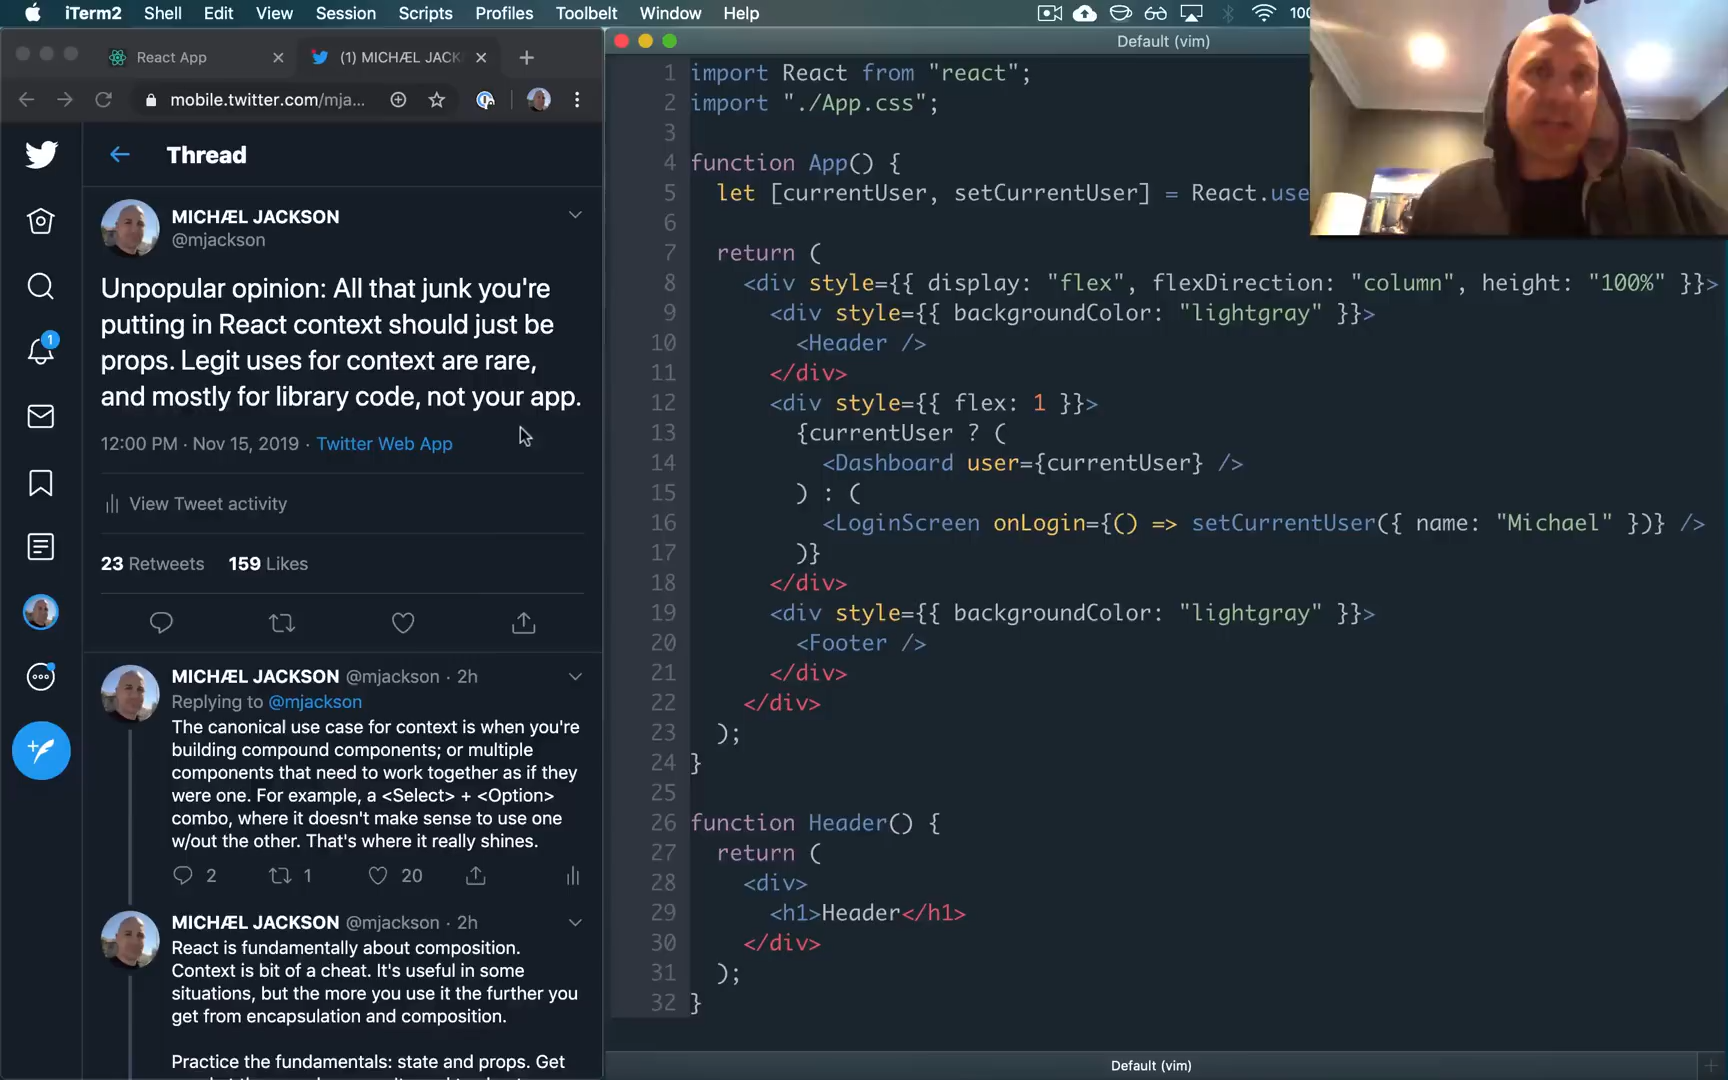 iTerm2 Shell Edit View Session Scripts Profiles Toolbelt Window Help
React App
(1) MICHÆL JACK
mobile.twitter.com/mja...
Thread
MICHÆL JACKSON
@mjackson
Unpopular opinion: All that junk you're
putting in React context should just be
props. Legit uses for context are rare,
and mostly for library code, not your app.
12:00 PM · Nov 15, 2019 · Twitter Web App
View Tweet activity
23 Retweets 159 Likes
1
MICHÆL JACKSON @mjackson · 2h
Replying to @mjackson
The canonical use case for context is when you're
building compound components; or multiple
components that need to work together as if they
were one. For example, a <Select> + <Option>
combo, where it doesn't make sense to use one
w/out the other. That's where it really shines.
2 1 20
MICHÆL JACKSON @mjackson · 2h
React is fundamentally about composition.
Context is bit of a cheat. It's useful in some
situations, but the more you use it the further you
get from encapsulation and composition.
Practice the fundamentals: state and props. Get
Default (vim)
1 import React from "react";
2 import "./App.css";
3
4 function App() {
5 let [currentUser, setCurrentUser] = React.use
6
7 return (
8 <div style={{ display: "flex", flexDirection: "column", height: "100%" }}>
9 <div style={{ backgroundColor: "lightgray" }}>
10 <Header />
11 </div>
12 <div style={{ flex: 1 }}>
13 {currentUser ? (
14 <Dashboard user={currentUser} />
15 ) : (
16 <LoginScreen onLogin={() => setCurrentUser({ name: "Michael" })} />
17 )}
18 </div>
19 <div style={{ backgroundColor: "lightgray" }}>
20 <Footer />
21 </div>
22 </div>
23 );
24 }
25
26 function Header() {
27 return (
28 <div>
29 <h1>Header</h1>
30 </div>
31 );
32 }
Default (vim)